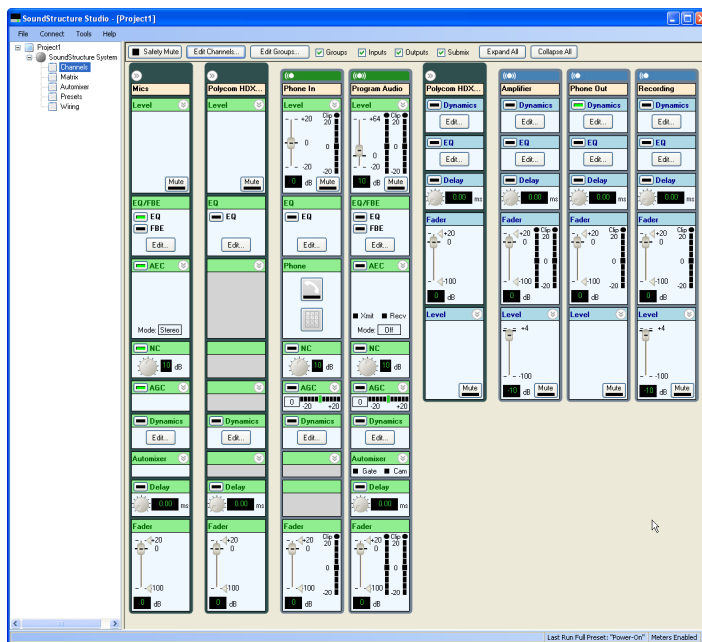 SoundStructure Studio - [Project1]
File Connect Tools Help
Project1
SoundStructure System
Channels
Matrix
Automixer
Presets
Wiring
Safety Mute Edit Channels... Edit Groups... Groups Inputs Outputs Submix Expand All Collapse All
Mics
Level
Mute
EQ/FBE
EQ
FBE
Edit...
AEC
Mode: Stereo
NC
10 dB
AGC
Dynamics
Edit...
Automixer
Delay
0.00 ms
Fader
+20
0
-100
0 dB
Polycom HDX...
Level
Mute
EQ
EQ
Edit...
Dynamics
Edit...
Delay
0.00 ms
Fader
+20
0
-100
0 dB
Phone In
Level
+20 Clip
20
0 0
-20
-20
0 dB Mute
EQ
EQ
Edit...
Phone
NC
10 dB
AGC
0 -20 +20
Dynamics
Edit...
Fader
+20 Clip
0 20
0
-100 -20
0 dB
Program Audio
Level
+64 Clip
20
0 0
-20
-20
10 dB Mute
EQ/FBE
EQ
FBE
Edit...
AEC
Xmit Recv
Mode: Off
NC
10 dB
AGC
0 -20 +20
Dynamics
Edit...
Automixer
Gate Cam
Delay
0.00 ms
Fader
+20 Clip
0 20
0
-100 -20
0 dB
Polycom HDX...
Dynamics
Edit...
EQ
Edit...
Delay
0.00 ms
Fader
+20
0
-100
0 dB
Level
Mute
Amplifier
Dynamics
Edit...
EQ
Edit...
Delay
0.00 ms
Fader
+20 Clip
0 20
0
-100 -20
0 dB
Level
+4
-100
-10 dB Mute
Phone Out
Dynamics
Edit...
EQ
Edit...
Delay
0.00 ms
Fader
+20 Clip
0 20
0
-100 -20
0 dB
Level
Mute
Recording
Dynamics
Edit...
EQ
Edit...
Delay
0.00 ms
Fader
+20 Clip
0 20
0
-100 -20
0 dB
Level
+4
-100
-10 dB Mute
Last Run Full Preset: "Power-On" Meters Enabled